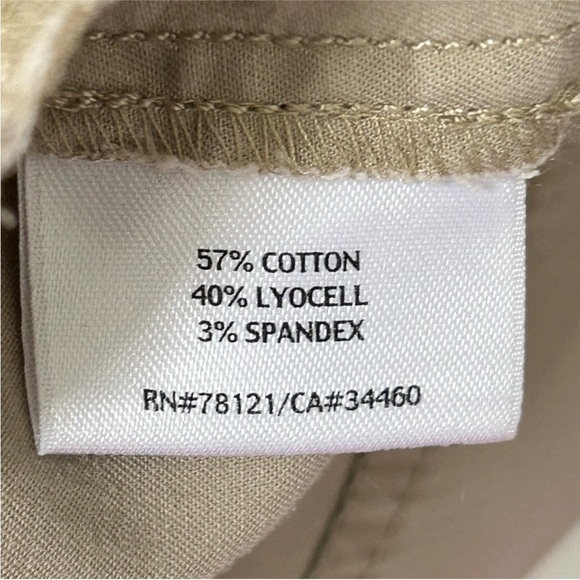 57% COTTON
40% LYOCELL
3% SPANDEX
RN#78121/CA#34460